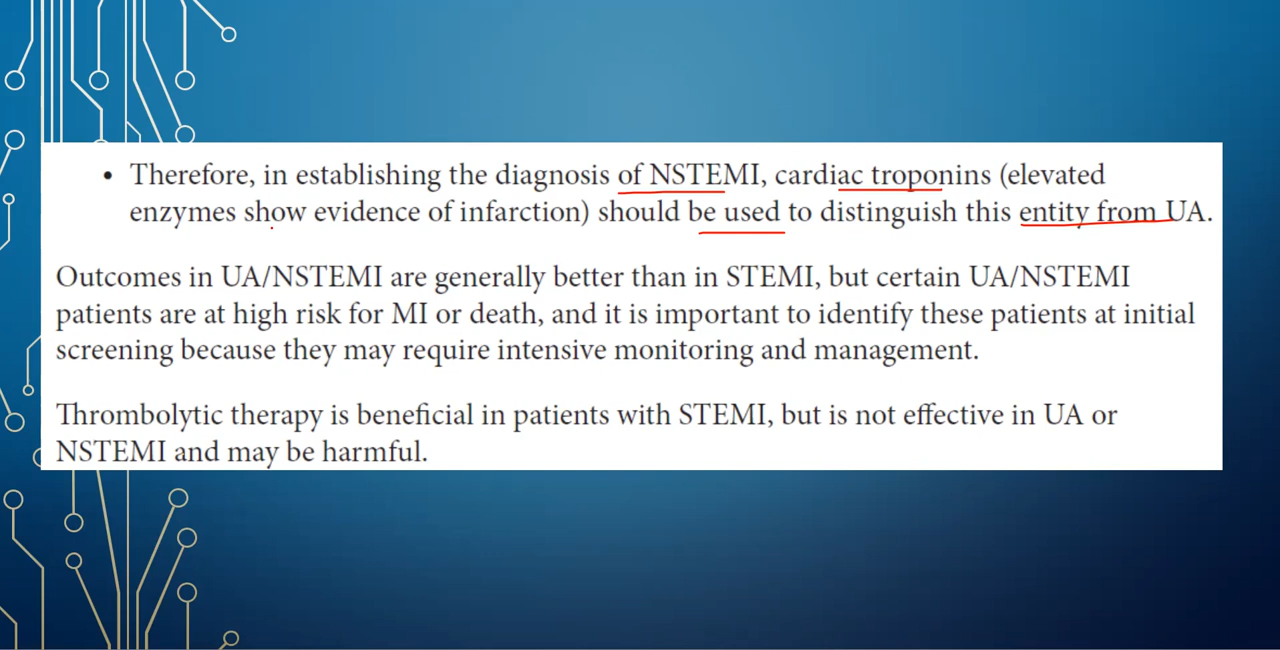 • Therefore, in establishing the diagnosis of NSTEMI, cardiac troponins (elevated
enzymes show evidence of infarction) should be used to distinguish this entity from UA.
Outcomes in UA/NSTEMI are generally better than in STEMI, but certain UA/NSTEMI
patients are at high risk for MI or death, and it is important to identify these patients at initial
screening because they may require intensive monitoring and management.
Thrombolytic therapy is beneficial in patients with STEMI, but is not effective in UA or
NSTEMI and may be harmful.